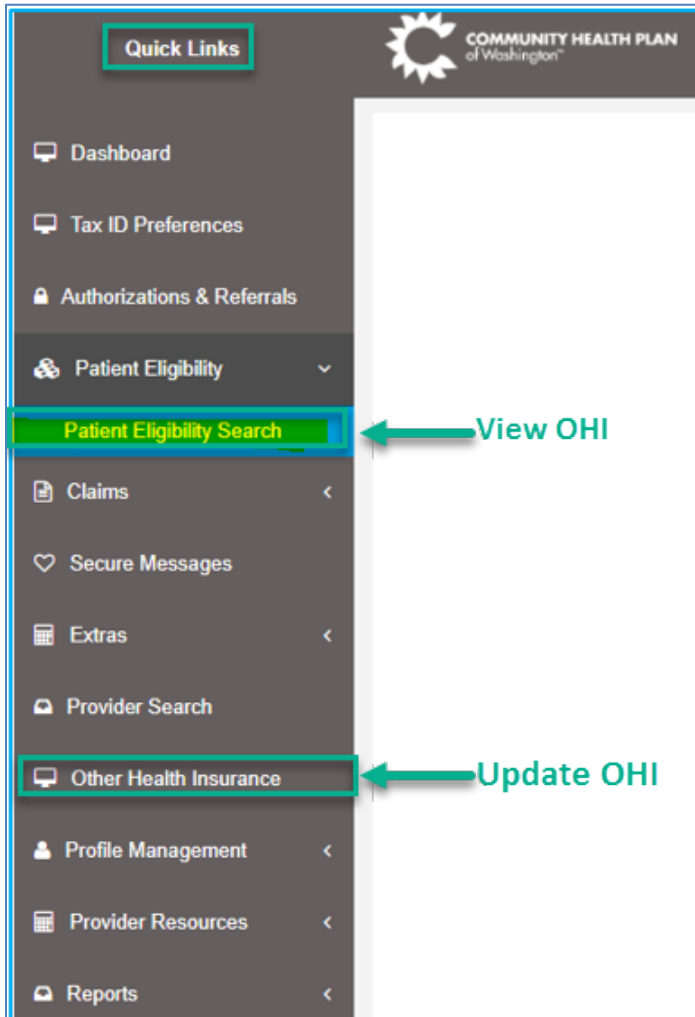 Quick Links
COMMUNITY HEALTH PLAN
of Washington™
Dashboard
Tax ID Preferences
Authorizations & Referrals
Patient Eligibility
Patient Eligibility Search
View OHI
Claims
Secure Messages
Extras
Provider Search
Other Health Insurance
Update OHI
Profile Management
Provider Resources
Reports